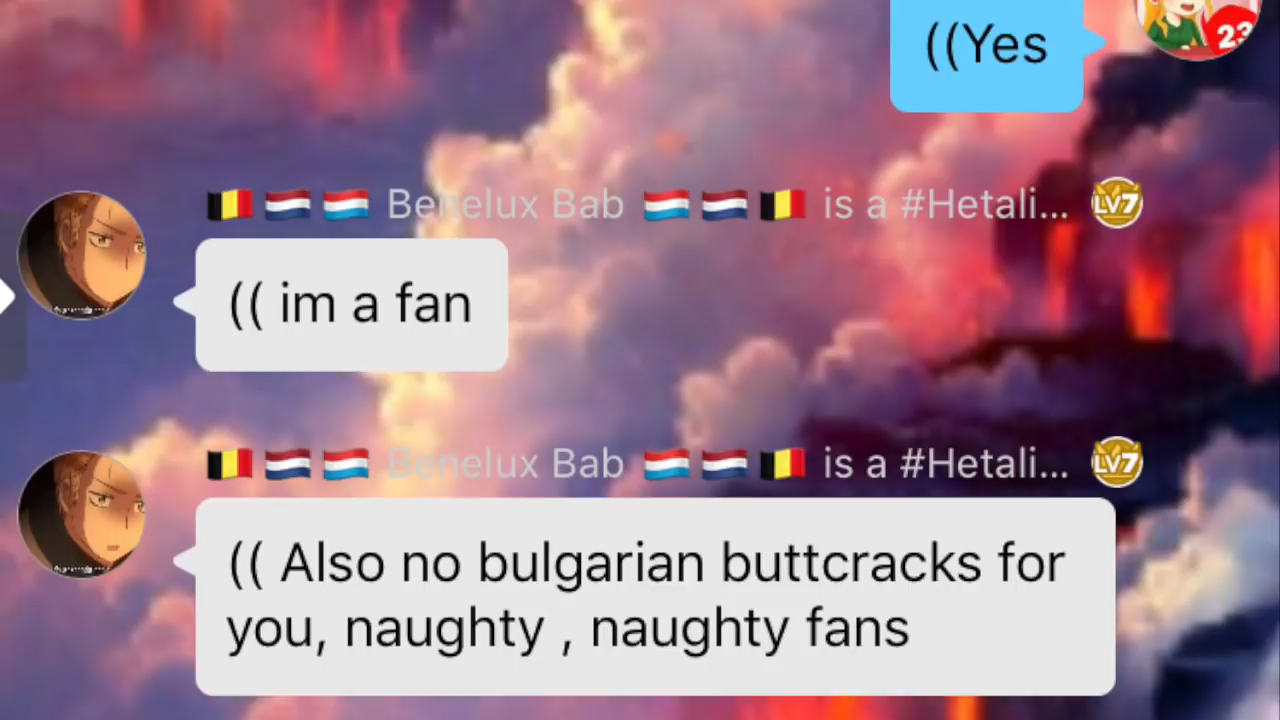 ((Yes
23
🇧🇪 🇳🇱 🇱🇺 Benelux Bab 🇱🇺 🇳🇱 🇧🇪 is a #Hetali... LV7
(( im a fan
🇧🇪 🇳🇱 🇱🇺 Benelux Bab 🇱🇺 🇳🇱 🇧🇪 is a #Hetali... LV7
(( Also no bulgarian buttcracks for
you, naughty , naughty fans